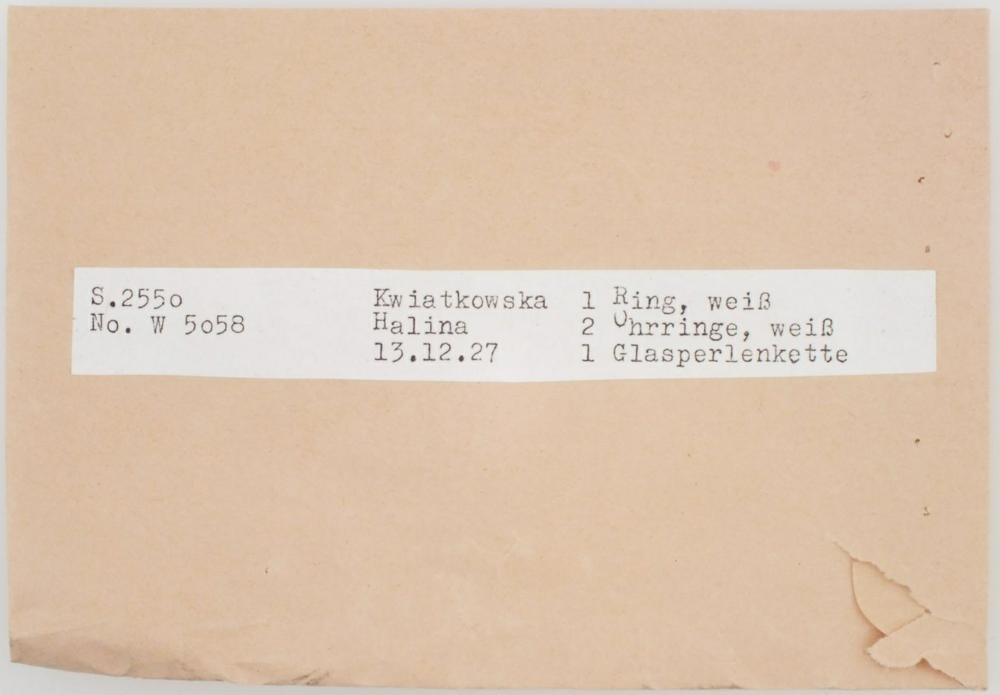 S.255o
No. W 5o58
Kwiatkowska
Halina
13.12.27
1 Ring, weiß
2 Ohrringe, weiß
1 Glasperlenkette